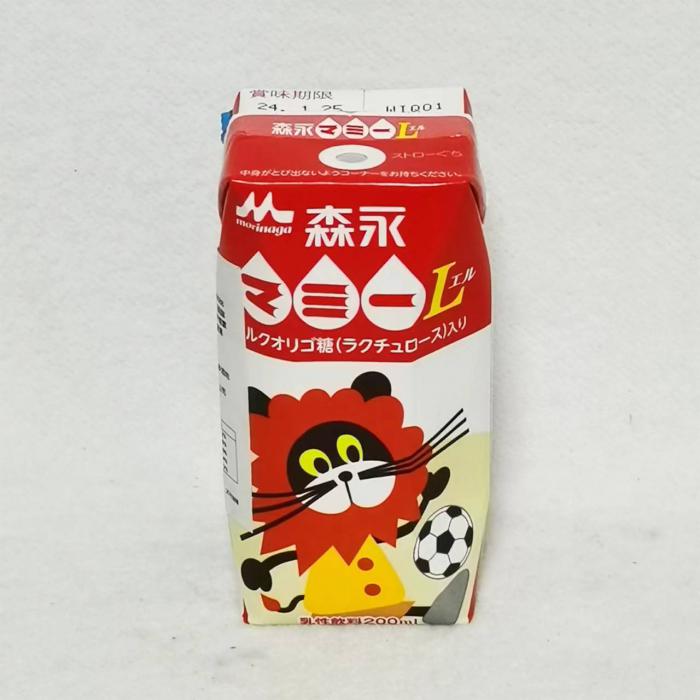 賞味期限
24. 1.25 WIQ01
森永マミーLエル
ストローぐち
中身がとび出ないようコーナーをお持ちください。
morinaga
森永
マミーLエル
ルクオリゴ糖(ラクチュロース)入り
乳性飲料200mL